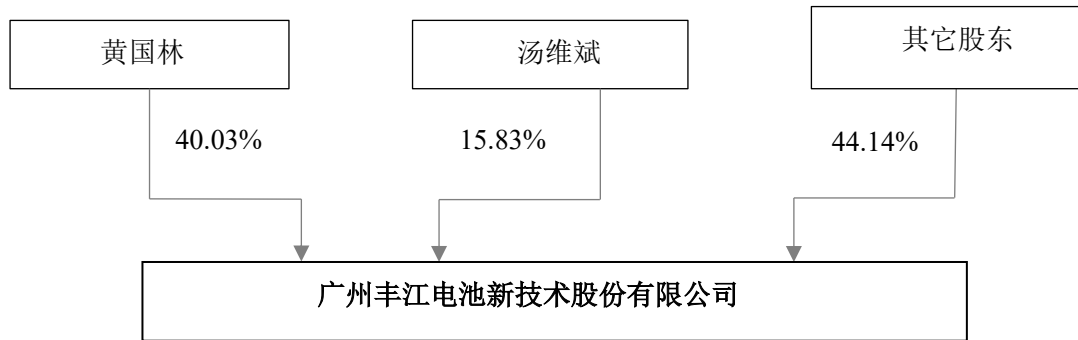 黄国林
汤维斌
其它股东
40.03%
15.83%
44.14%
广州丰江电池新技术股份有限公司